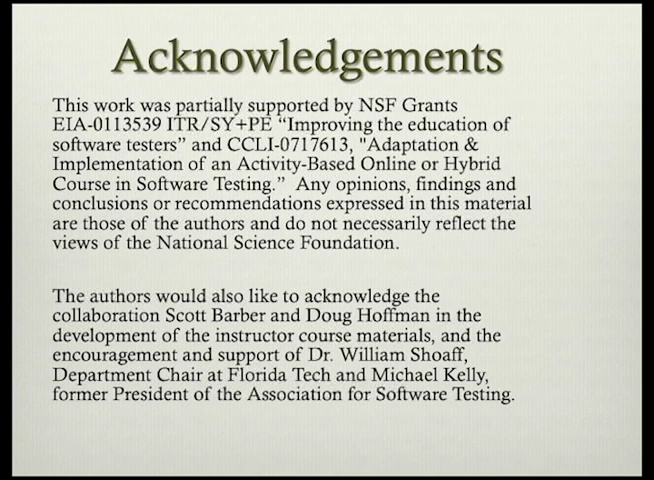 Acknowledgements
This work was partially supported by NSF Grants
EIA-0113539 ITR/SY+PE “Improving the education of
software testers” and CCLI-0717613, "Adaptation &
Implementation of an Activity-Based Online or Hybrid
Course in Software Testing.” Any opinions, findings and
conclusions or recommendations expressed in this material
are those of the authors and do not necessarily reflect the
views of the National Science Foundation.
The authors would also like to acknowledge the
collaboration Scott Barber and Doug Hoffman in the
development of the instructor course materials, and the
encouragement and support of Dr. William Shoaff,
Department Chair at Florida Tech and Michael Kelly,
former President of the Association for Software Testing.